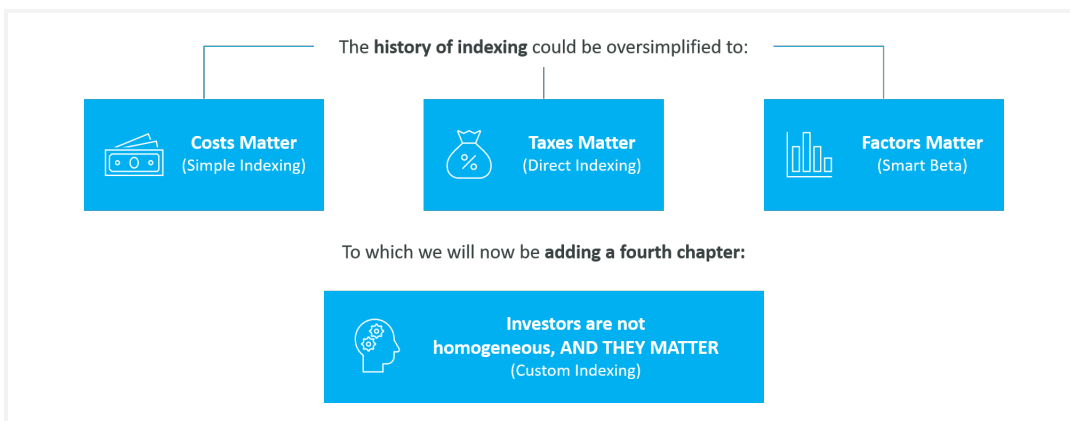 The history of indexing could be oversimplified to:
Costs Matter
(Simple Indexing)
%
Taxes Matter
(Direct Indexing)
Factors Matter
(Smart Beta)
To which we will now be adding a fourth chapter:
Investors are not
homogeneous, AND THEY MATTER
(Custom Indexing)